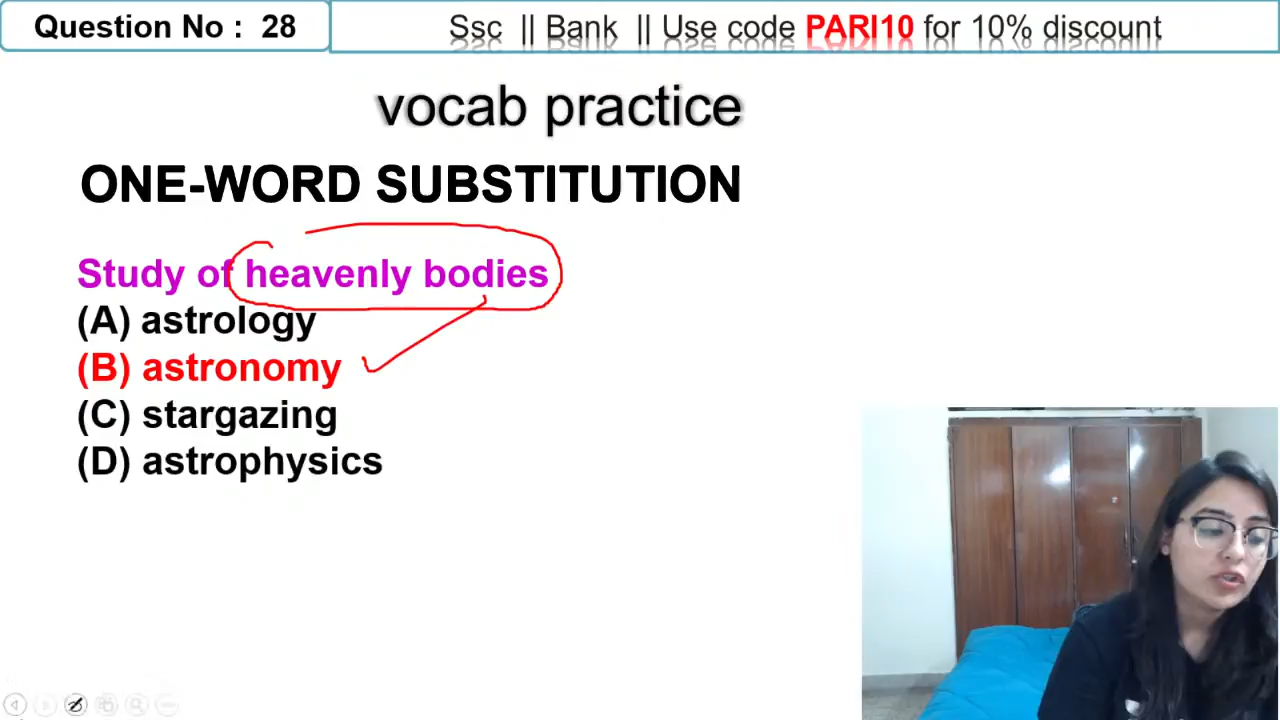 Question No : 28
Ssc || Bank || Use code PARI10 for 10% discount
vocab practice
ONE-WORD SUBSTITUTION
Study of heavenly bodies
(A) astrology
(B) astronomy
(C) stargazing
(D) astrophysics